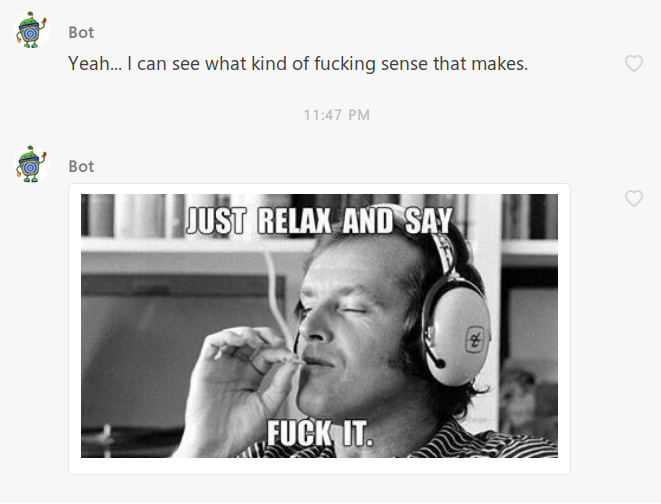 Bot
Yeah... I can see what kind of fucking sense that makes.
11:47 PM
Bot
JUST RELAX AND SAY
FUCK IT.